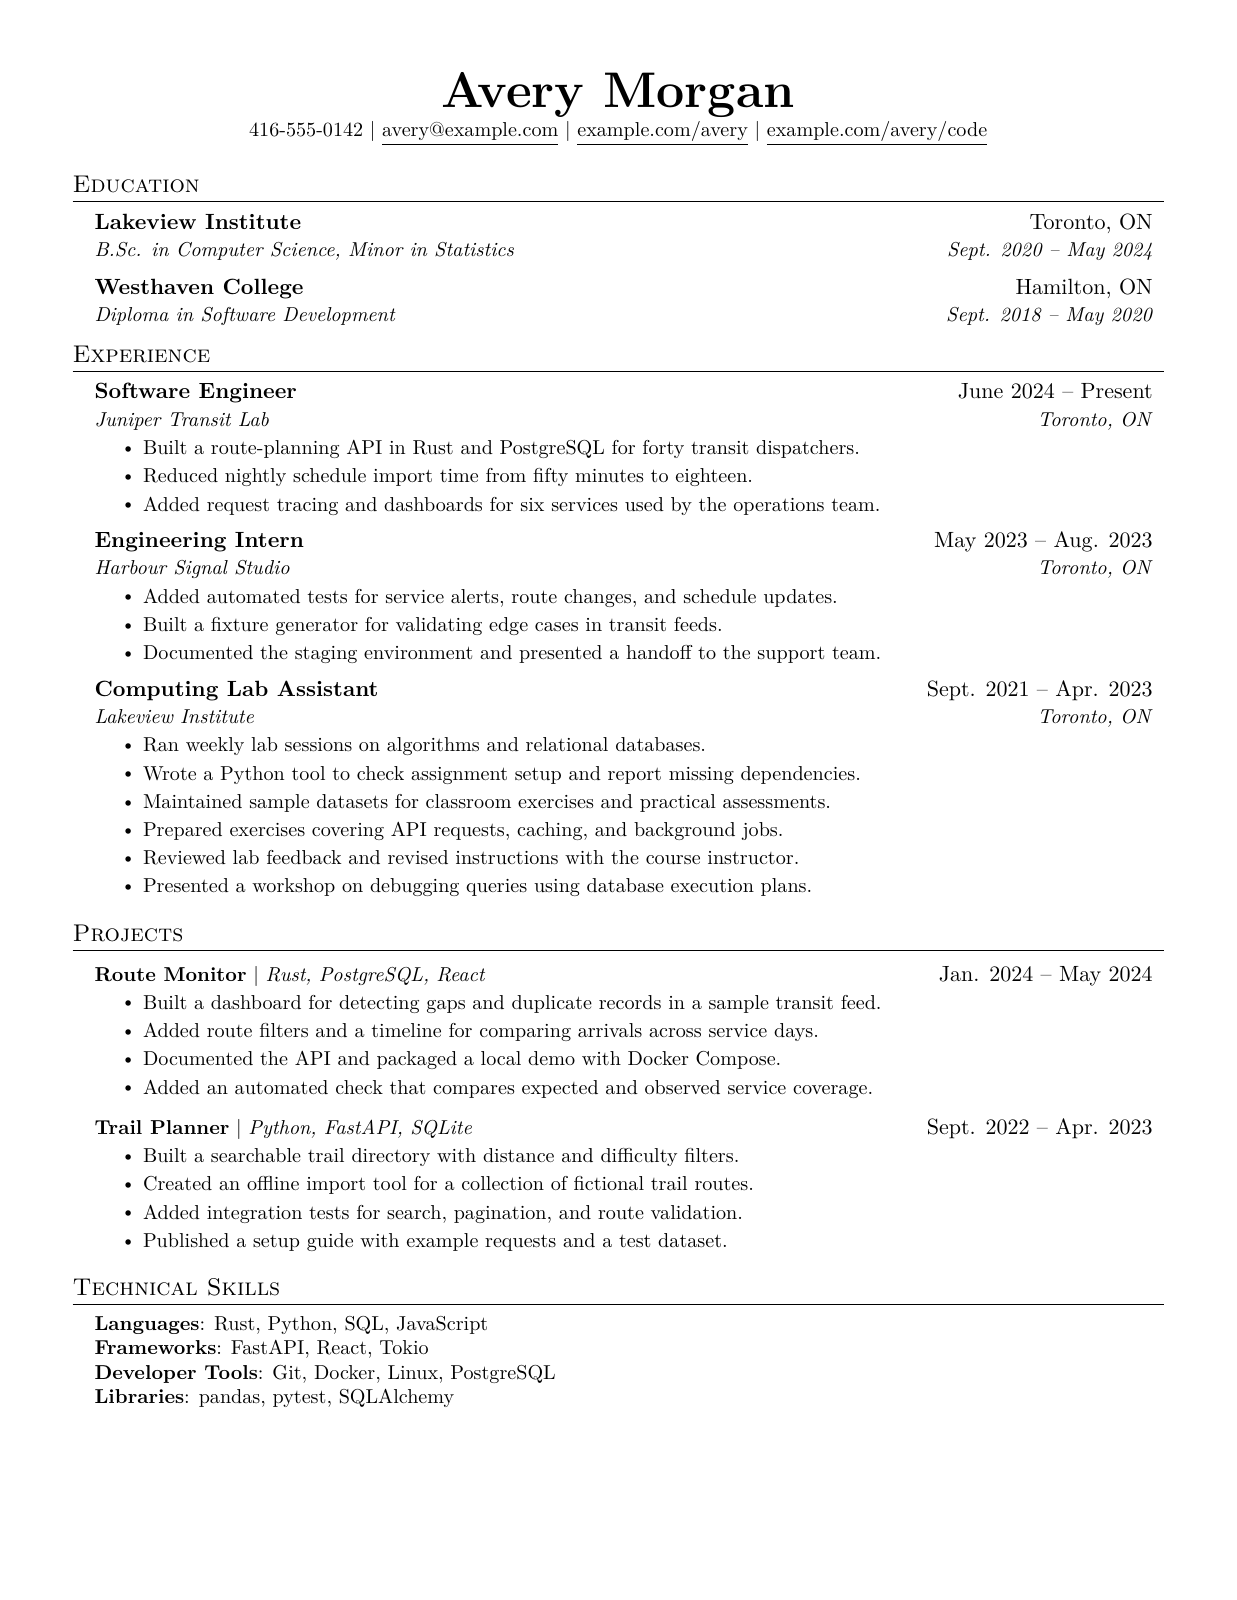 Avery Morgan
416-555-0142 | avery@example.com | example.com/avery | example.com/avery/code
Education
Lakeview Institute Toronto, ON
B.Sc. in Computer Science, Minor in Statistics Sept. 2020 – May 2024
Westhaven College Hamilton, ON
Diploma in Software Development Sept. 2018 – May 2020
Experience
Software Engineer June 2024 – Present
Juniper Transit Lab Toronto, ON
• Built a route-planning API in Rust and PostgreSQL for forty transit dispatchers.
• Reduced nightly schedule import time from fifty minutes to eighteen.
• Added request tracing and dashboards for six services used by the operations team.
Engineering Intern May 2023 – Aug. 2023
Harbour Signal Studio Toronto, ON
• Added automated tests for service alerts, route changes, and schedule updates.
• Built a fixture generator for validating edge cases in transit feeds.
• Documented the staging environment and presented a handoff to the support team.
Computing Lab Assistant Sept. 2021 – Apr. 2023
Lakeview Institute Toronto, ON
• Ran weekly lab sessions on algorithms and relational databases.
• Wrote a Python tool to check assignment setup and report missing dependencies.
• Maintained sample datasets for classroom exercises and practical assessments.
• Prepared exercises covering API requests, caching, and background jobs.
• Reviewed lab feedback and revised instructions with the course instructor.
• Presented a workshop on debugging queries using database execution plans.
Projects
Route Monitor | Rust, PostgreSQL, React Jan. 2024 – May 2024
• Built a dashboard for detecting gaps and duplicate records in a sample transit feed.
• Added route filters and a timeline for comparing arrivals across service days.
• Documented the API and packaged a local demo with Docker Compose.
• Added an automated check that compares expected and observed service coverage.
Trail Planner | Python, FastAPI, SQLite Sept. 2022 – Apr. 2023
• Built a searchable trail directory with distance and difficulty filters.
• Created an offline import tool for a collection of fictional trail routes.
• Added integration tests for search, pagination, and route validation.
• Published a setup guide with example requests and a test dataset.
Technical Skills
Languages: Rust, Python, SQL, JavaScript
Frameworks: FastAPI, React, Tokio
Developer Tools: Git, Docker, Linux, PostgreSQL
Libraries: pandas, pytest, SQLAlchemy